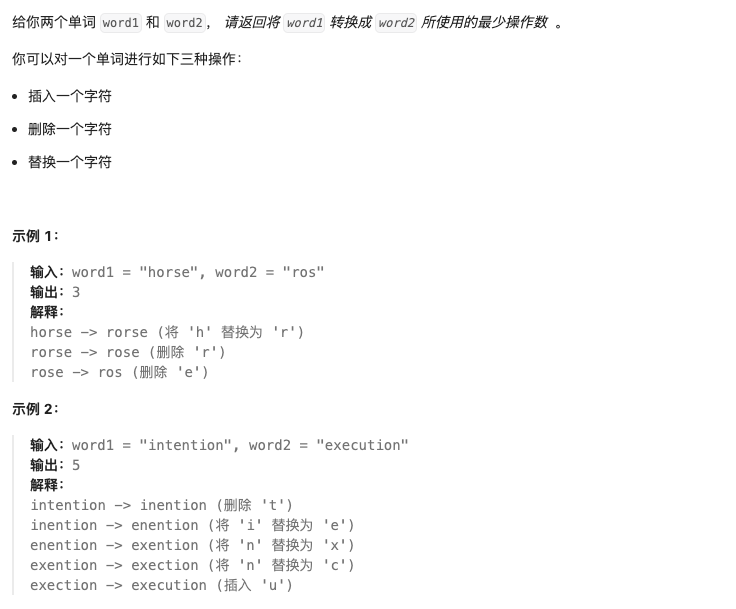 给你两个单词 word1 和 word2， 请返回将 word1 转换成 word2 所使用的最少操作数 。
你可以对一个单词进行如下三种操作：
• 插入一个字符
• 删除一个字符
• 替换一个字符
示例 1：
输入：word1 = "horse", word2 = "ros"
输出：3
解释：
horse -> rorse (将 'h' 替换为 'r')
rorse -> rose (删除 'r')
rose -> ros (删除 'e')
示例 2：
输入：word1 = "intention", word2 = "execution"
输出：5
解释：
intention -> inention (删除 't')
inention -> enention (将 'i' 替换为 'e')
enention -> exention (将 'n' 替换为 'x')
exention -> exection (将 'n' 替换为 'c')
exection -> execution (插入 'u')